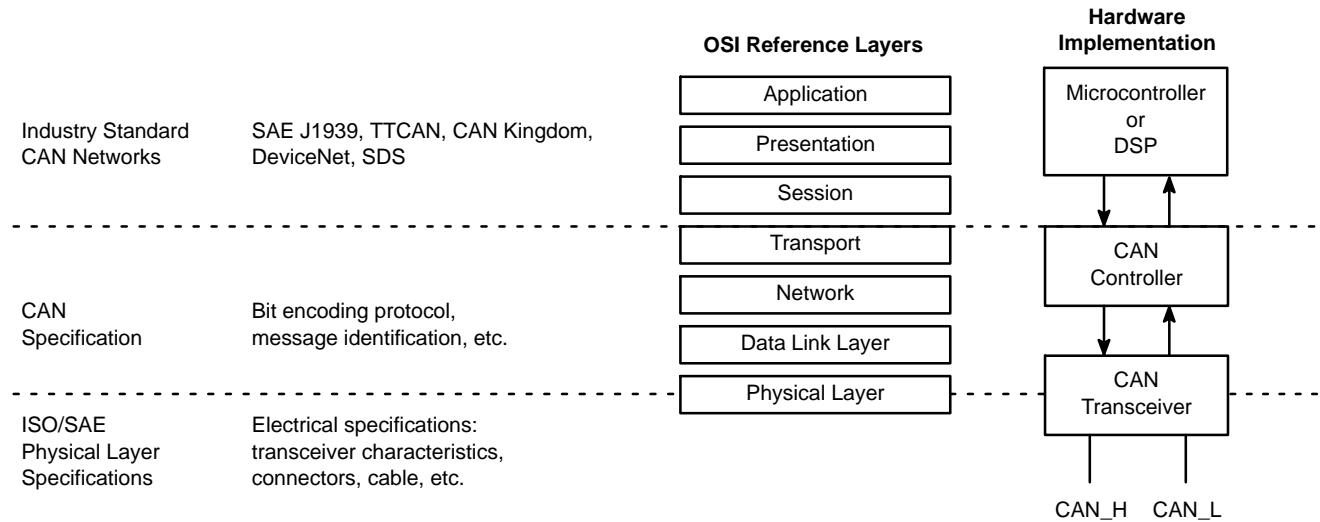 OSI Reference Layers
Hardware
Implementation
Industry Standard
CAN Networks
SAE J1939, TTCAN, CAN Kingdom,
DeviceNet, SDS
Application
Presentation
Session
Microcontroller
or
DSP
CAN
Specification
Bit encoding protocol,
message identification, etc.
Transport
Network
Data Link Layer
CAN
Controller
Physical Layer
CAN
Transceiver
ISO/SAE
Physical Layer
Specifications
Electrical specifications:
transceiver characteristics,
connectors, cable, etc.
CAN_H
CAN_L